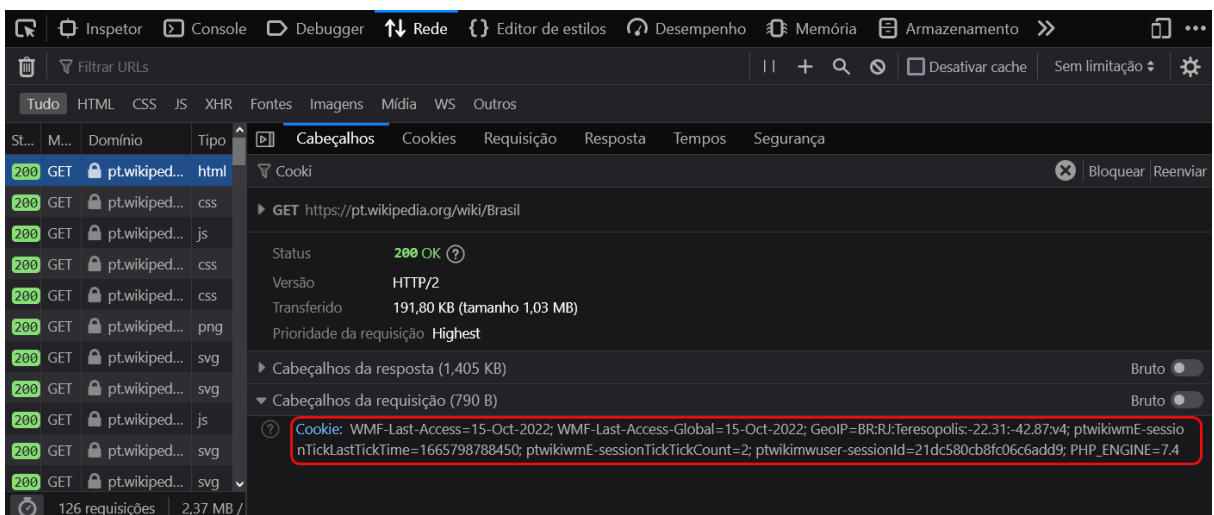 Inspetor Console Debugger Rede {} Editor de estilos Desempenho Memória Armazenamento
Filtrar URLs Desativar cache Sem limitação
Tudo HTML CSS JS XHR Fontes Imagens Mídia WS Outros
St... M... Domínio Tipo Cabeçalhos Cookies Requisição Resposta Tempos Segurança
200 GET pt.wikiped... html Cooki Bloquear Reenviar
200 GET pt.wikiped... css GET https://pt.wikipedia.org/wiki/Brasil
200 GET pt.wikiped... js
200 GET pt.wikiped... css Status 200 OK
200 GET pt.wikiped... css Versão HTTP/2
Transferido 191,80 KB (tamanho 1,03 MB)
200 GET pt.wikiped... png Prioridade da requisição Highest
200 GET pt.wikiped... svg Cabeçalhos da resposta (1,405 KB) Bruto
200 GET pt.wikiped... svg Cabeçalhos da requisição (790 B) Bruto
200 GET pt.wikiped... js Cookie: WMF-Last-Access=15-Oct-2022; WMF-Last-Access-Global=15-Oct-2022; GeoIP=BR:RJ:Teresopolis:-22.31:-42.87:v4; ptwikiwmE-sessio
200 GET pt.wikiped... svg nTickLastTickTime=1665798788450; ptwikiwmE-sessionTickTickCount=2; ptwikimwuser-sessionId=21dc580cb8fc06c6add9; PHP_ENGINE=7.4
200 GET pt.wikiped... svg
126 requisições 2,37 MB /